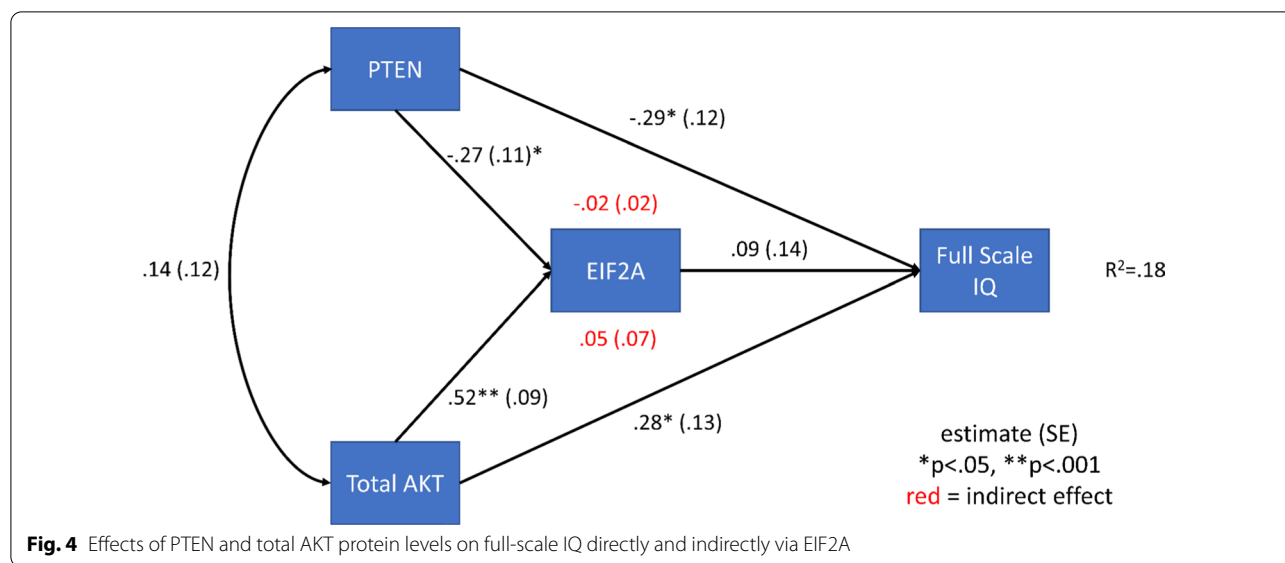 PTEN
-.29* (.12)
-.27 (.11)*
-.02 (.02)
.14 (.12)
EIF2A
.09 (.14)
Full Scale
IQ
R²=.18
.05 (.07)
.52** (.09)
.28* (.13)
Total AKT
estimate (SE)
*p<.05, **p<.001
red = indirect effect
Fig. 4 Effects of PTEN and total AKT protein levels on full-scale IQ directly and indirectly via EIF2A